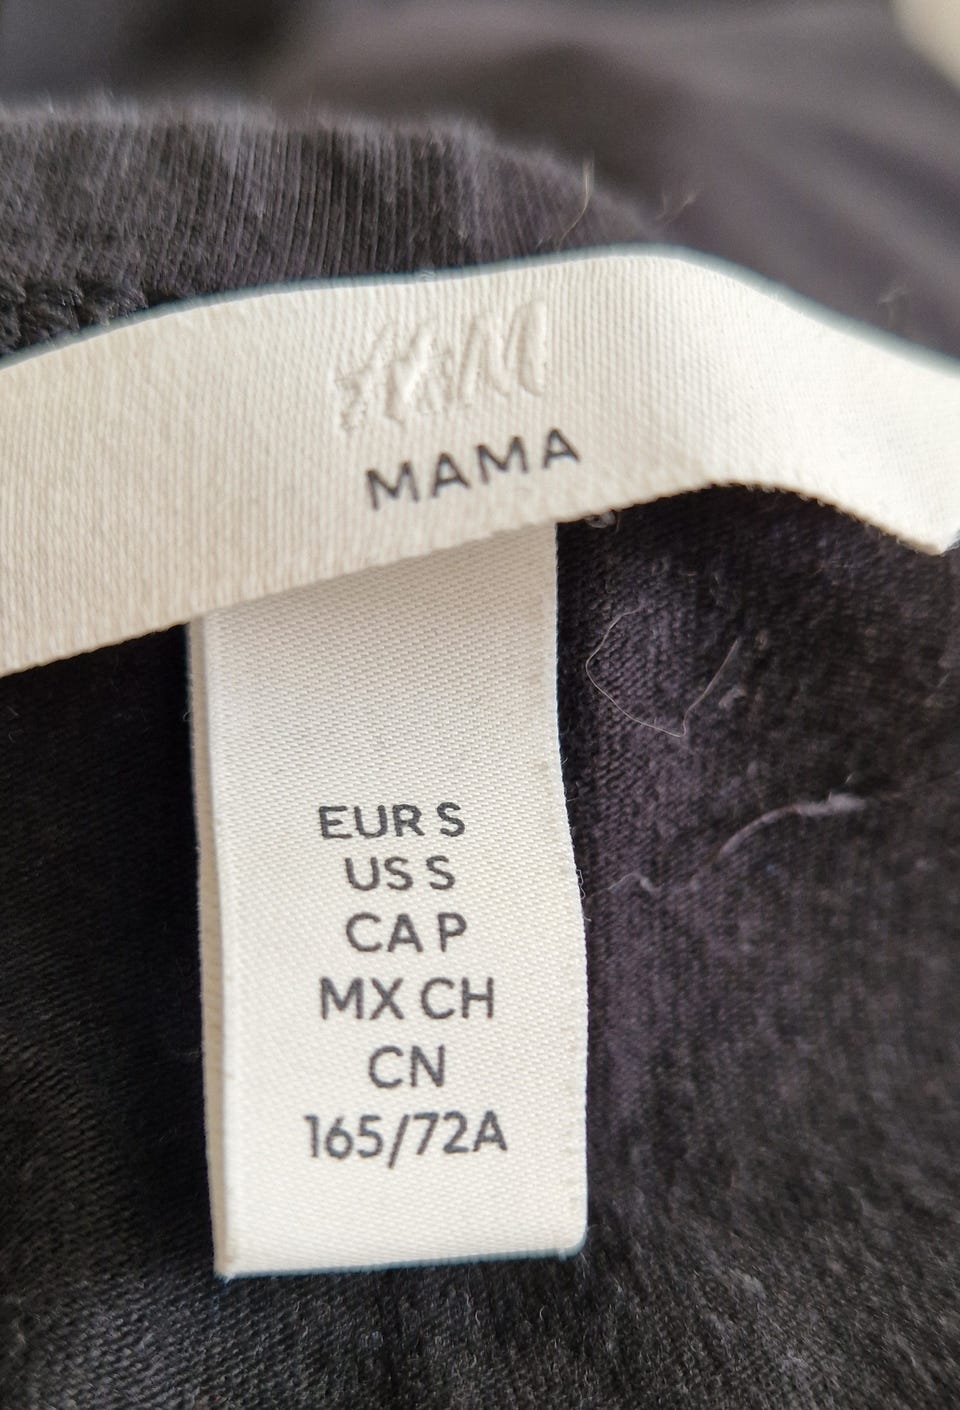 H&M
MAMA
EUR S
US S
CA P
MX CH
CN
165/72A